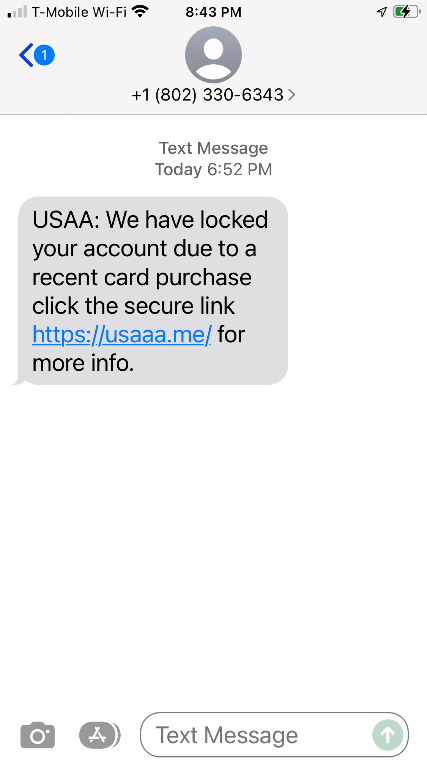 T-Mobile Wi-Fi 8:43 PM
1
+1 (802) 330-6343
Text Message
Today 6:52 PM
USAA: We have locked
your account due to a
recent card purchase
click the secure link
https://usaaa.me/ for
more info.
Text Message